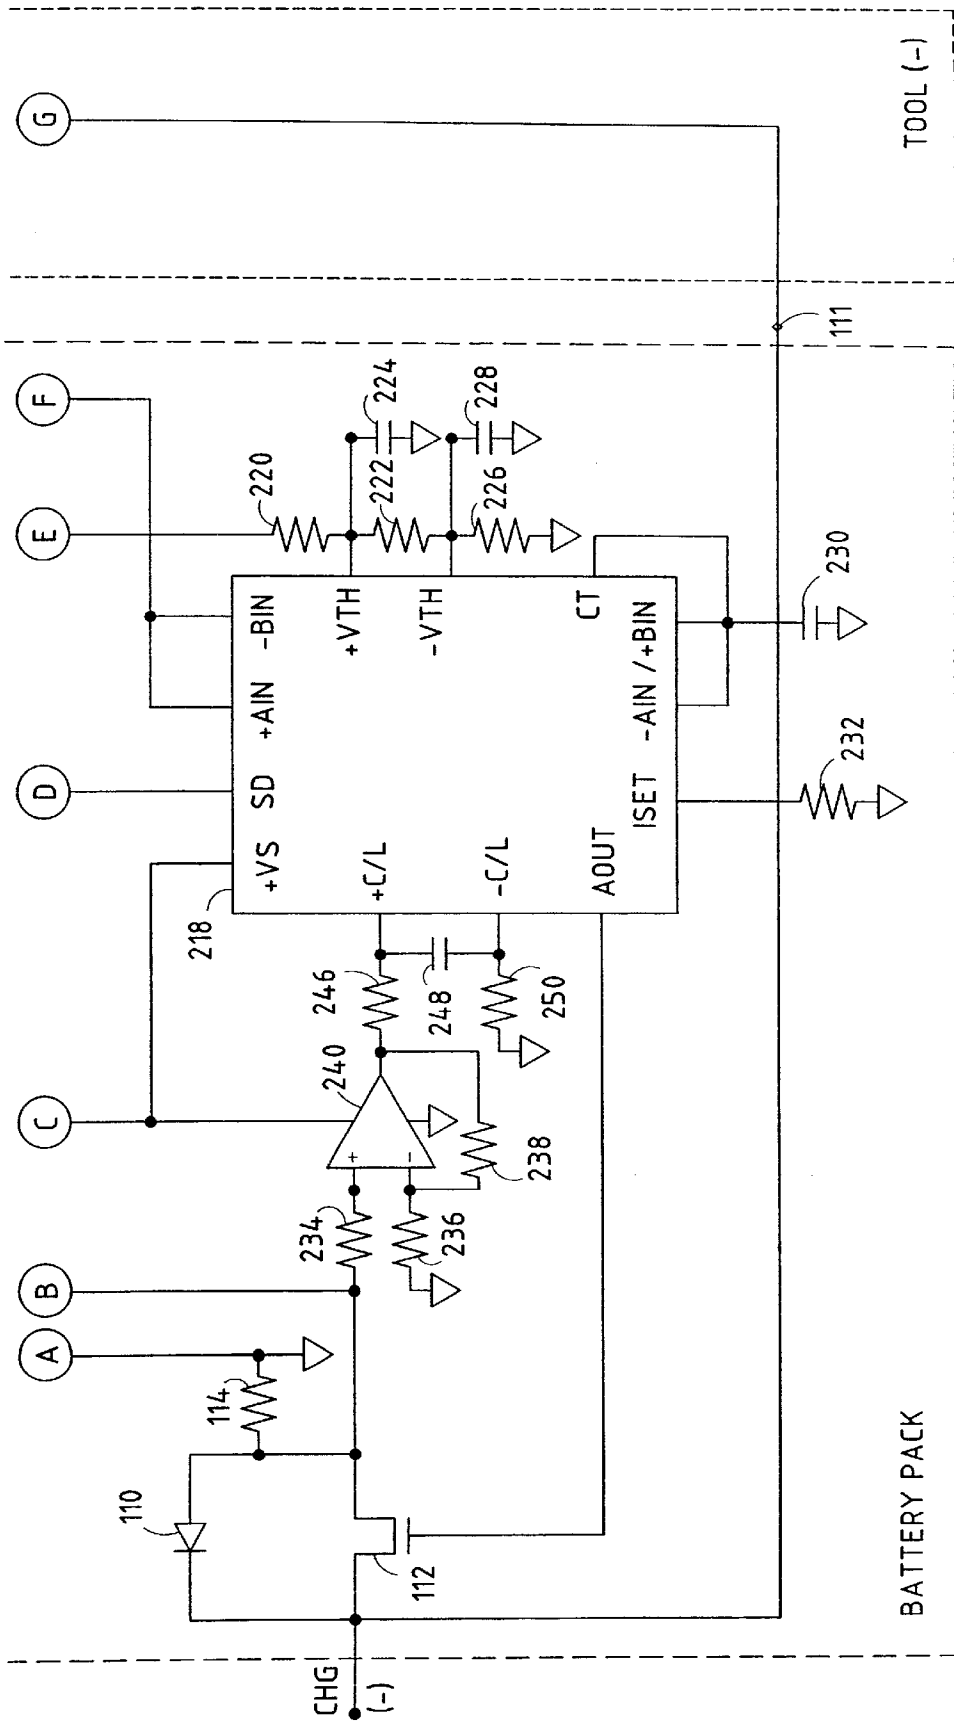 A
B
C
D
E
F
G
110
114
112
CHG
(-)
234
236
240
238
246
248
250
218
+VS
SD
+AIN
-BIN
+C/L
-C/L
AOUT
ISET
-AIN / +BIN
CT
+VTH
-VTH
220
222
224
226
228
230
232
111
BATTERY PACK
TOOL (-)